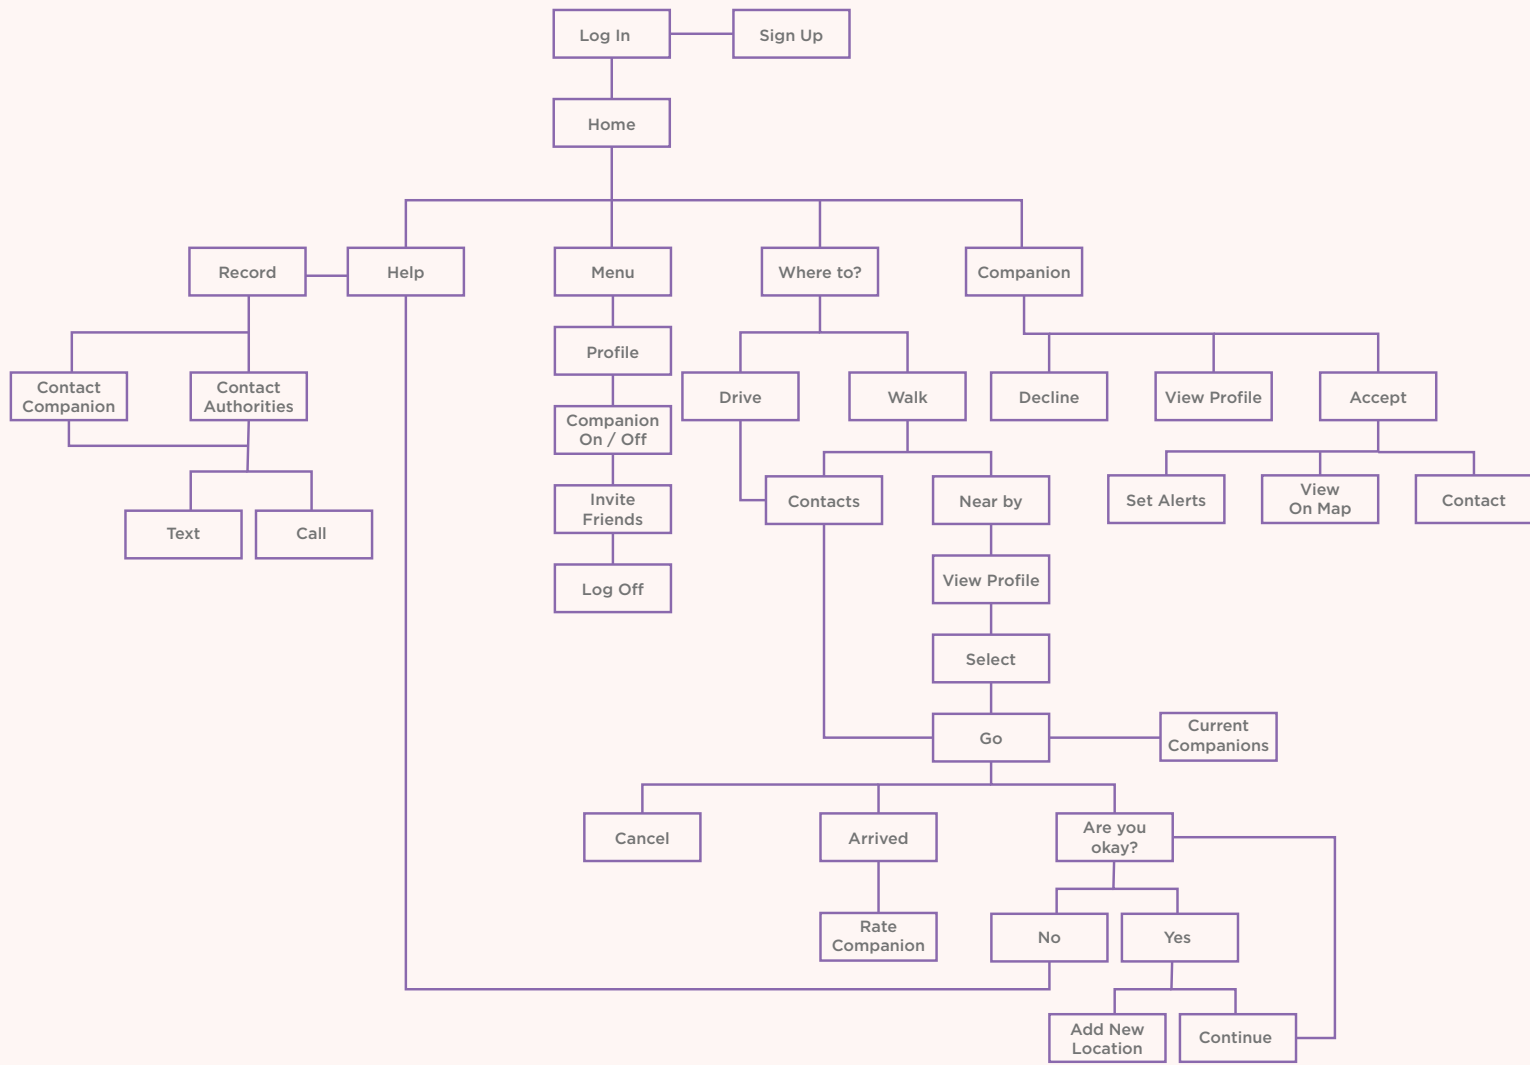 Log In
Sign Up
Home
Record
Help
Menu
Where to?
Companion
Profile
Contact
Companion
Contact
Authorities
Drive
Walk
Decline
View Profile
Accept
Companion
On / Off
Contacts
Near by
Set Alerts
View
On Map
Contact
Invite
Friends
Text
Call
Log Off
View Profile
Select
Go
Current
Companions
Cancel
Arrived
Are you
okay?
Rate
Companion
No
Yes
Add New
Location
Continue